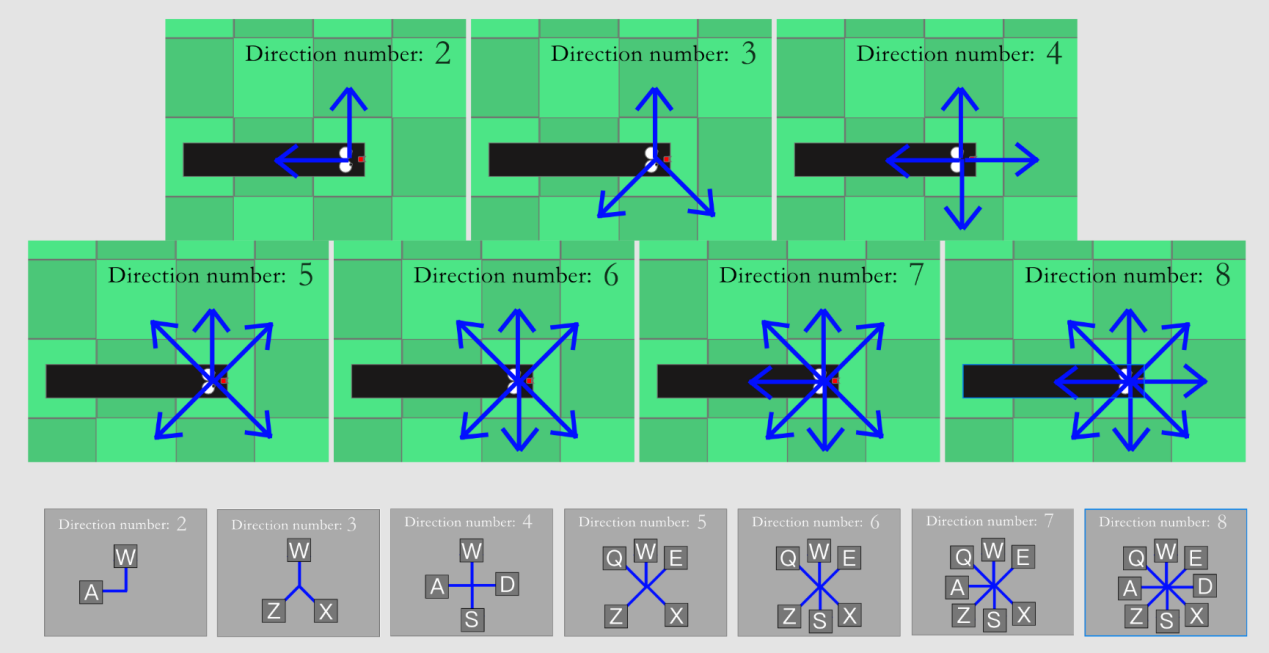 Direction number: 2
Direction number: 3
Direction number: 4
Direction number: 5
Direction number: 6
Direction number: 7
Direction number: 8
Direction number: 2
W
A
Direction number: 3
W
Z X
Direction number: 4
W
A D
S
Direction number: 5
Q W E
Z X
Direction number: 6
Q W E
Z S X
Direction number: 7
Q W E
A
Z S X
Direction number: 8
Q W E
A D
Z S X